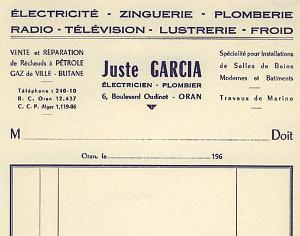 ÉLECTRICITÉ - ZINGUERIE - PLOMBERIE
RADIO - TÉLÉVISION - LUSTRERIE - FROID
VENTE et RÉPARATION
de Réchauds à PÉTROLE
GAZ de VILLE - BUTANE
Téléphone : 240-10
R. C. Oran 12.437
C. C. P. Alger 1,119-06
Juste GARCIA
ÉLECTRICIEN - PLOMBIER
6, Boulevard Oudinot - ORAN
Spécialité pour Installations
de Salles de Bains
Modernes et Batiments
Travaux de Marine
M Doit
Oran, le 196